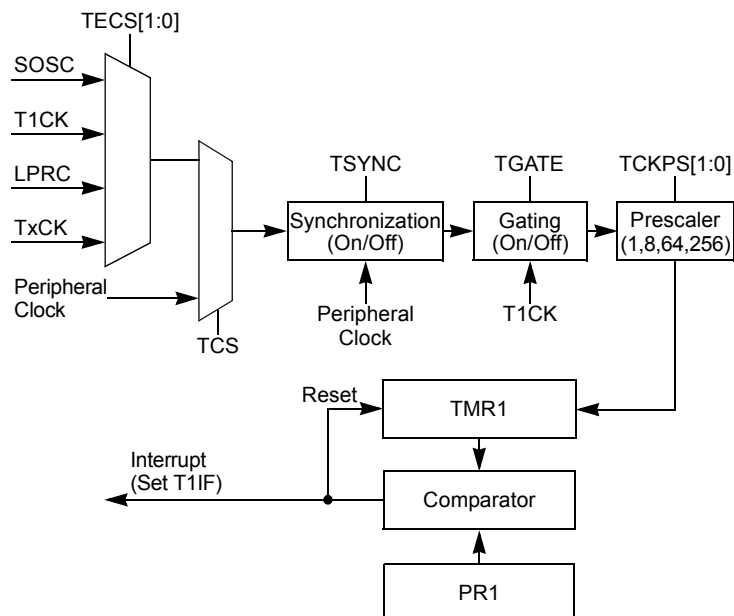 TECS[1:0]
SOSC
T1CK
LPRC
TxCK
Peripheral
Clock
TCS
TSYNC
Synchronization
(On/Off)
Peripheral
Clock
TGATE
Gating
(On/Off)
T1CK
TCKPS[1:0]
Prescaler
(1,8,64,256)
Reset
TMR1
Interrupt
(Set T1IF)
Comparator
PR1